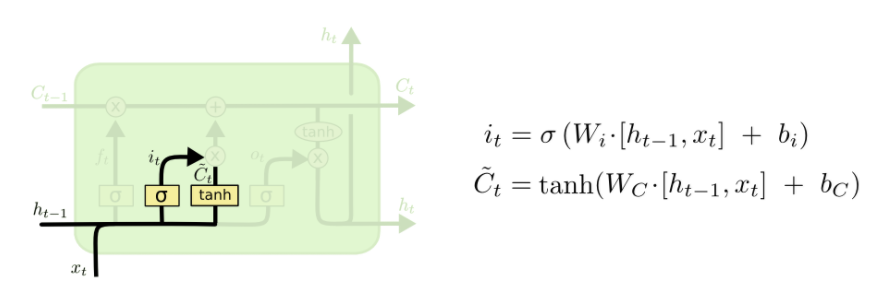 h_t
C_{t-1} C_t
× +
tanh
f_t i_t × o_t ×
C̃_t
σ σ tanh σ
h_{t-1} h_t
x_t
i_t = σ (W_i·[h_{t-1}, x_t] + b_i)
C̃_t = tanh(W_C·[h_{t-1}, x_t] + b_C)